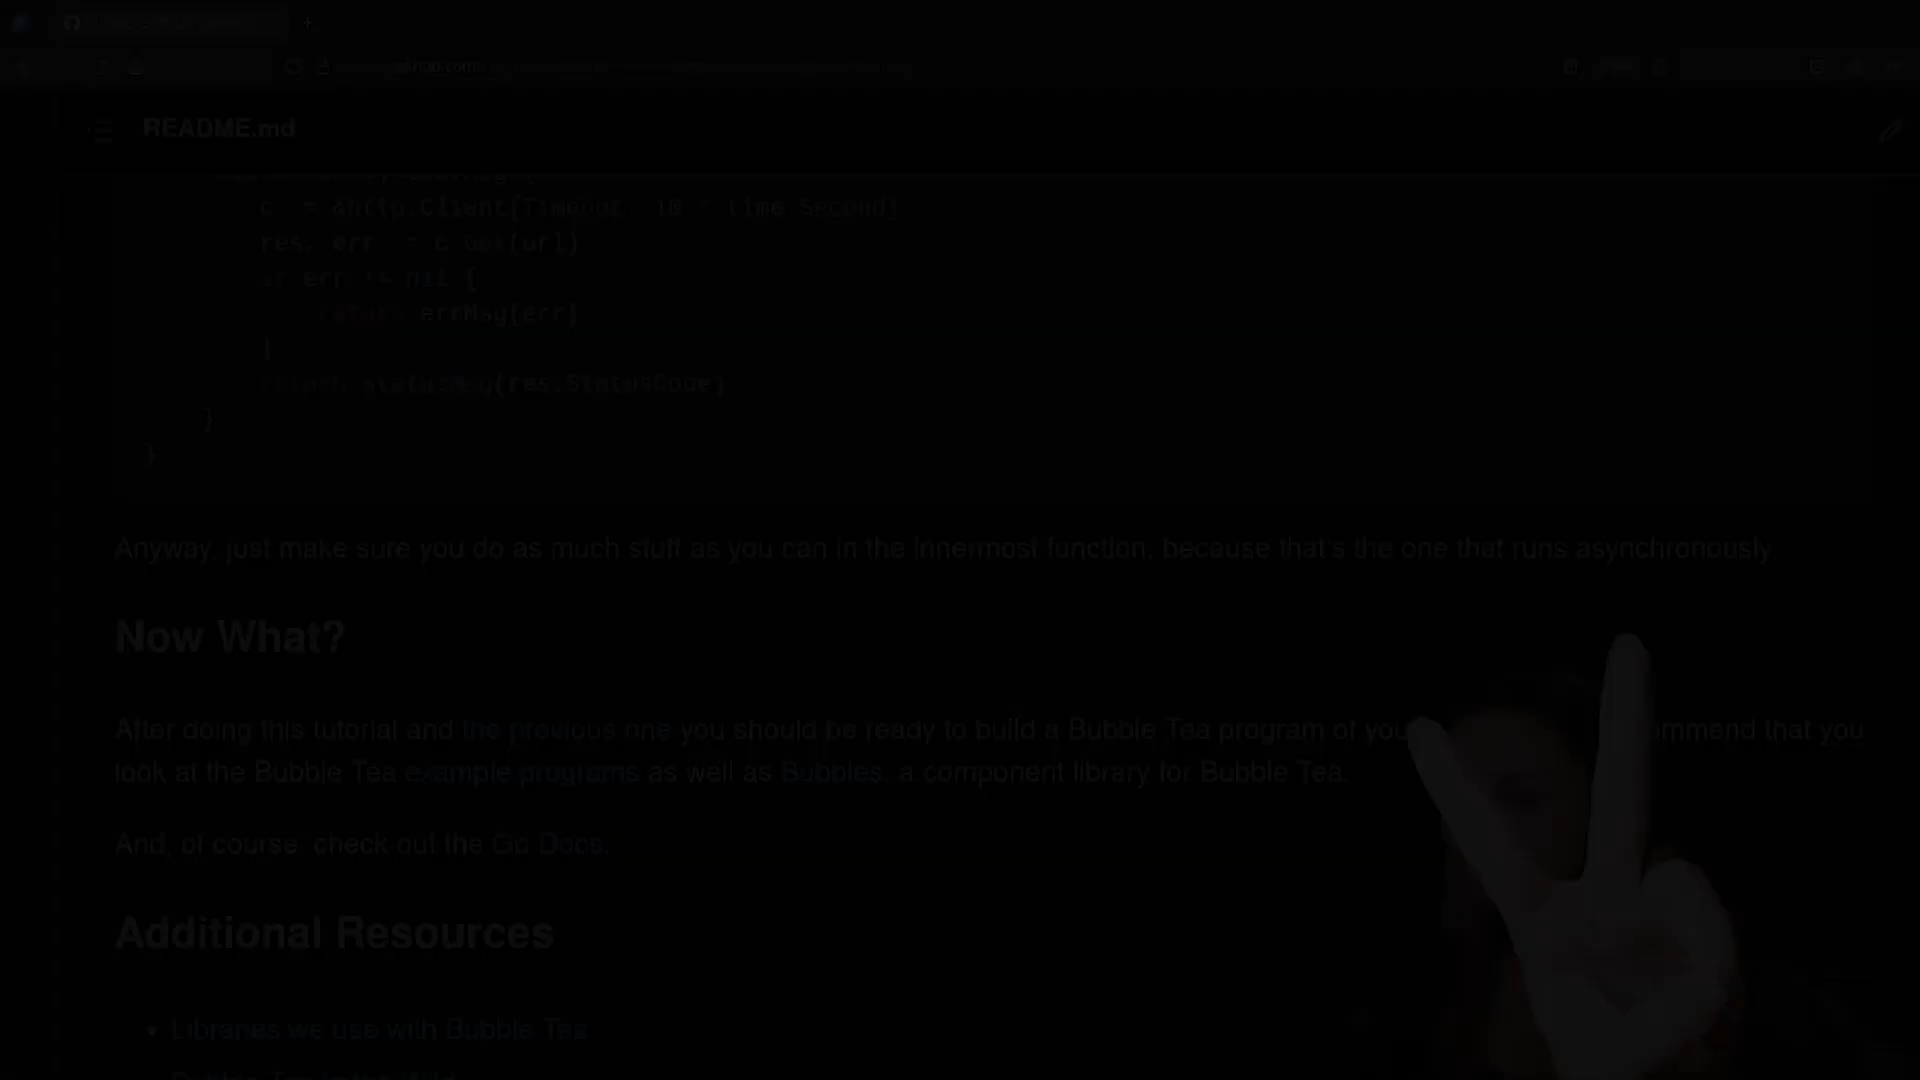 github.com
README.md
c := &http.Client{Timeout: 10 * time.Second}
res, err := c.Get(url)
if err != nil {
return errMsg{err}
}
return statusMsg(res.StatusCode)
}
}
Anyway, just make sure you do as much stuff as you can in the innermost function, because that's the one that runs asynchronously.
Now What?
After doing this tutorial and the previous one you should be ready to build a Bubble Tea program of you ommend that you
look at the Bubble Tea example programs as well as Bubbles, a component library for Bubble Tea.
And, of course, check out the Go Docs.
Additional Resources
Libraries we use with Bubble Tea